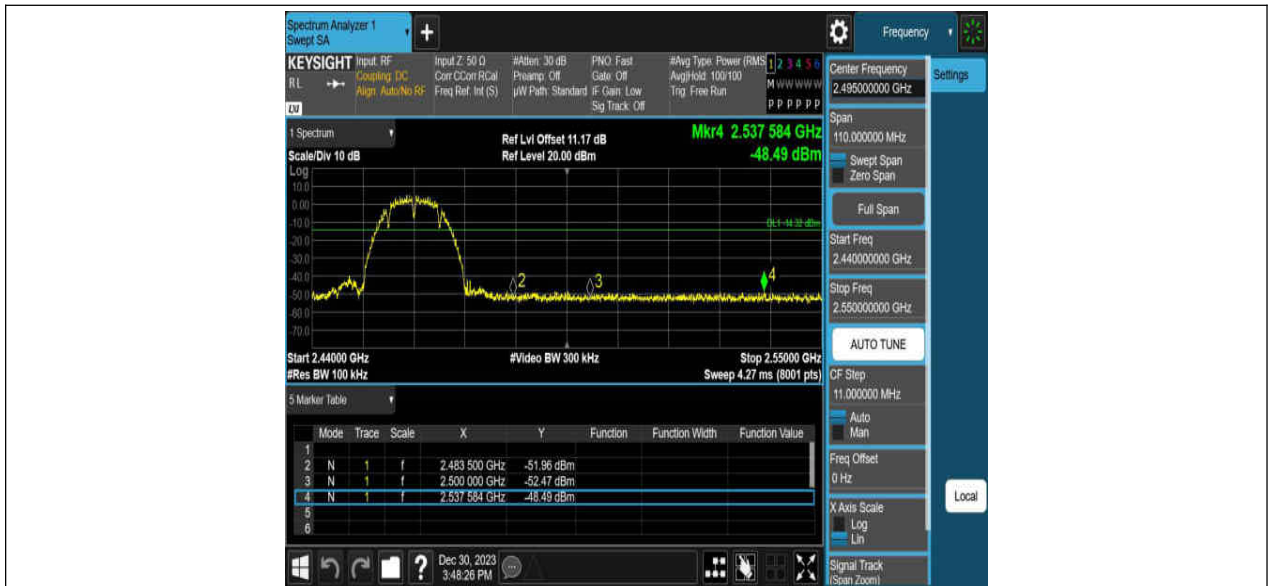 Spectrum Analyzer 1
Swept SA
+
Frequency
KEYSIGHT
RL
LXI
Input: RF
Coupling: DC
Align: Auto/No RF
Input Z: 50 Ω
Corr CCorr RCal
Freq Ref: Int (S)
#Atten: 30 dB
Preamp: Off
µW Path: Standard
PNO: Fast
Gate: Off
IF Gain: Low
Sig Track: Off
#Avg Type: Power (RMS
Avg|Hold: 100/100
Trig: Free Run
1 2 3 4 5 6
M W W W W W
P P P P P P
1 Spectrum
Scale/Div 10 dB
Ref Lvl Offset 11.17 dB
Ref Level 20.00 dBm
Mkr4 2.537 584 GHz
-48.49 dBm
Log
10.0
0.00
-10.0
-20.0
-30.0
-40.0
-50.0
-60.0
-70.0
DL1 -14.32 dBm
2
3
4
Start 2.44000 GHz
#Res BW 100 kHz
#Video BW 300 kHz
Stop 2.55000 GHz
Sweep 4.27 ms (8001 pts)
5 Marker Table
Mode Trace Scale X Y Function Function Width Function Value
1
2 N 1 f 2.483 500 GHz -51.96 dBm
3 N 1 f 2.500 000 GHz -52.47 dBm
4 N 1 f 2.537 584 GHz -48.49 dBm
5
6
?
Dec 30, 2023
3:48:26 PM
Center Frequency
2.495000000 GHz
Settings
Span
110.000000 MHz
Swept Span
Zero Span
Full Span
Start Freq
2.440000000 GHz
Stop Freq
2.550000000 GHz
AUTO TUNE
CF Step
11.000000 MHz
Auto
Man
Freq Offset
0 Hz
X Axis Scale
Log
Lin
Local
Signal Track
(Span Zoom)